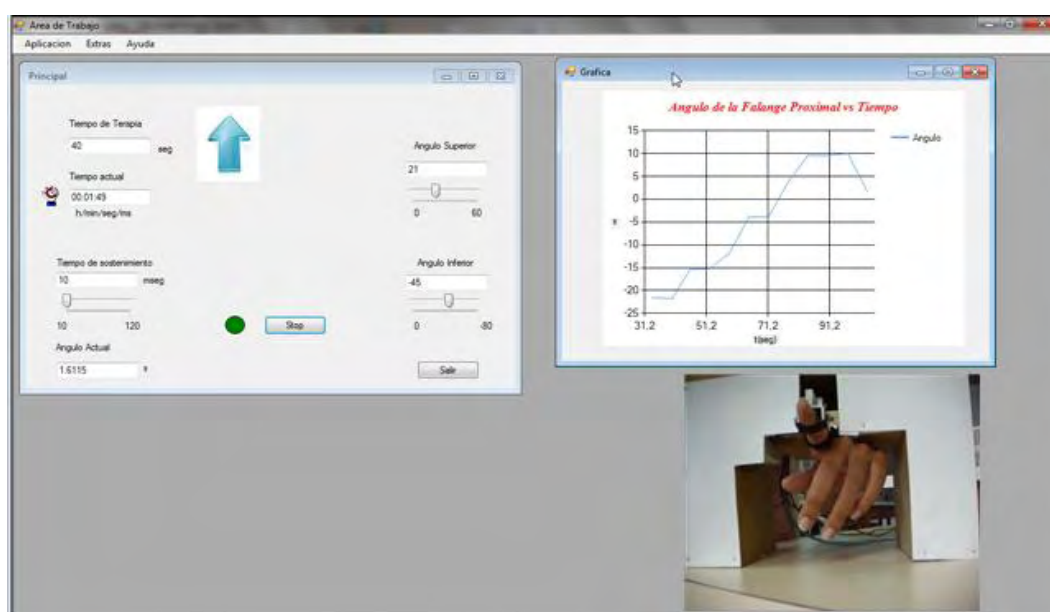 Area de Trabajo
Aplicacion Extras Ayuda
Principal
Tiempo de Terapia
40 seg
Tiempo actual
00:01:49
h/min/seg/ms
Tiempo de sostenimiento
10 mseg
10 120
Angulo Actual
1.6115 º
Stop
Angulo Superior
21
0 60
Angulo Inferior
-45
0 -80
Salir
Grafica
Angulo de la Falange Proximal vs Tiempo
15
10
5
0
-5
-10
-15
-20
-25
31,2 51,2 71,2 91,2
t(seg)
Angulo